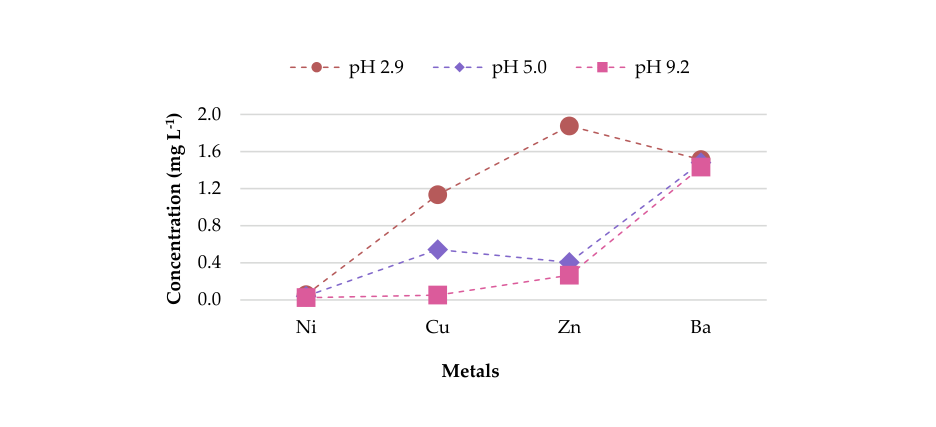 pH 2.9 pH 5.0 pH 9.2
Concentration (mg L-1)
2.0
1.6
1.2
0.8
0.4
0.0
Ni Cu Zn Ba
Metals